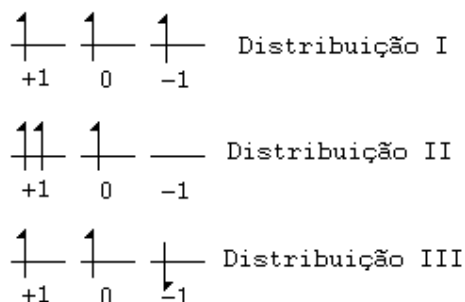 Distribuição I
+1 0 −1
Distribuição II
+1 0 −1
Distribuição III
+1 0 −1